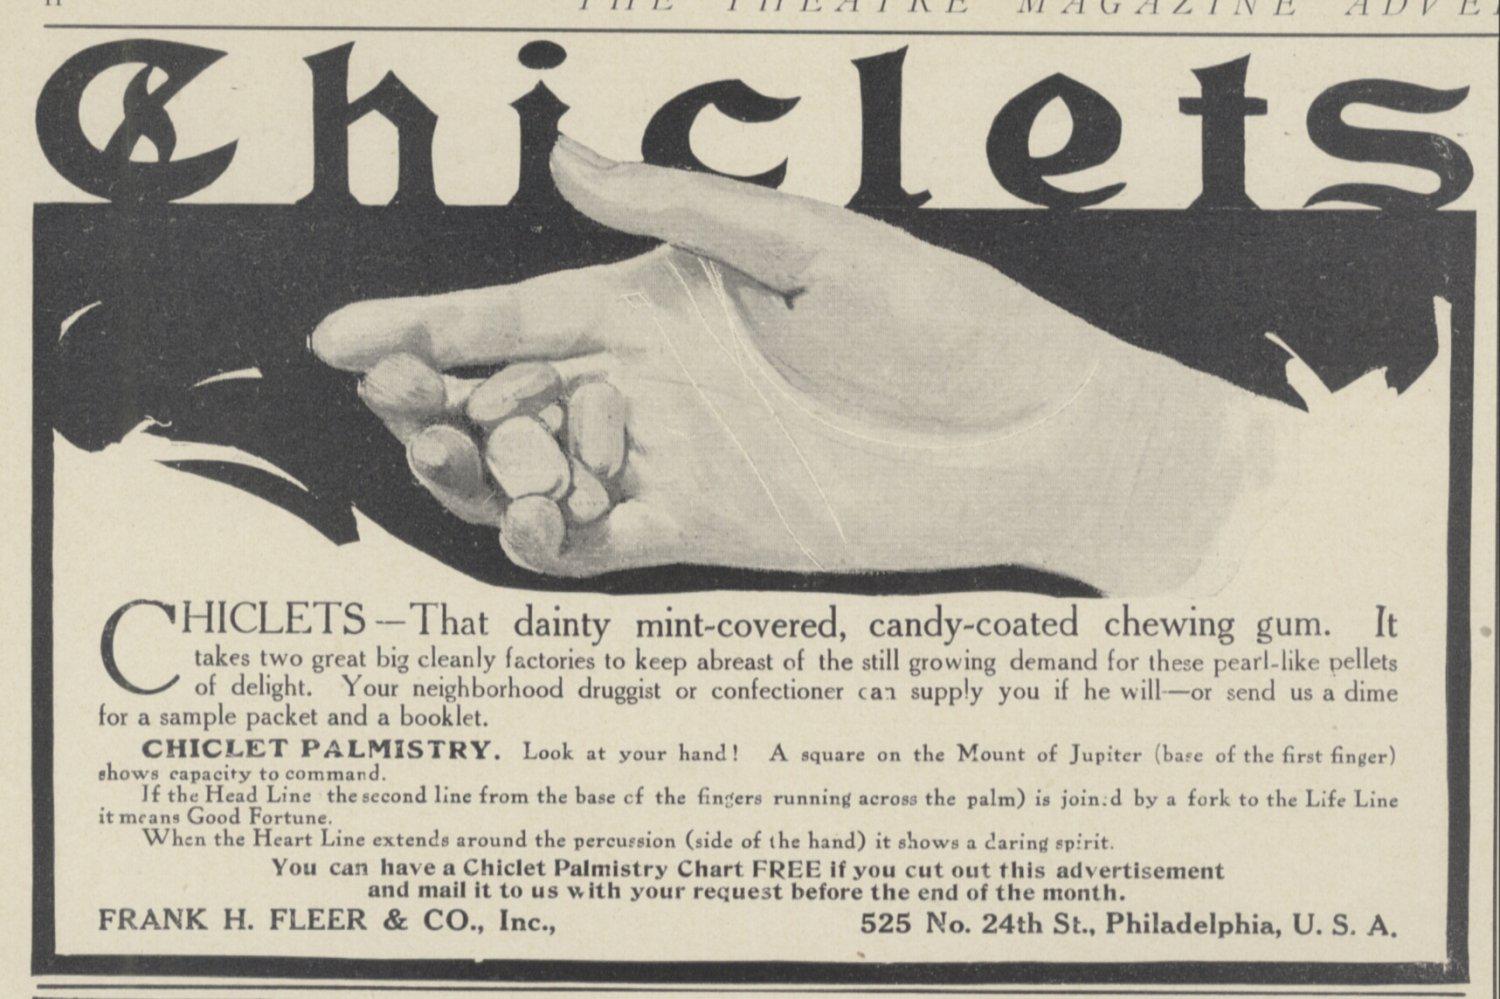 THE THEATRE MAGAZINE ADVE
Chiclets
CHICLETS—That dainty mint-covered, candy-coated chewing gum. It
takes two great big cleanly factories to keep abreast of the still growing demand for these pearl-like pellets
of delight. Your neighborhood druggist or confectioner can supply you if he will—or send us a dime
for a sample packet and a booklet.
CHICLET PALMISTRY. Look at your hand! A square on the Mount of Jupiter (base of the first finger)
shows capacity to command.
If the Head Line the second line from the base of the fingers running across the palm) is joined by a fork to the Life Line
it means Good Fortune.
When the Heart Line extends around the percussion (side of the hand) it shows a daring spirit.
You can have a Chiclet Palmistry Chart FREE if you cut out this advertisement
and mail it to us with your request before the end of the month.
FRANK H. FLEER & CO., Inc., 525 No. 24th St., Philadelphia, U. S. A.